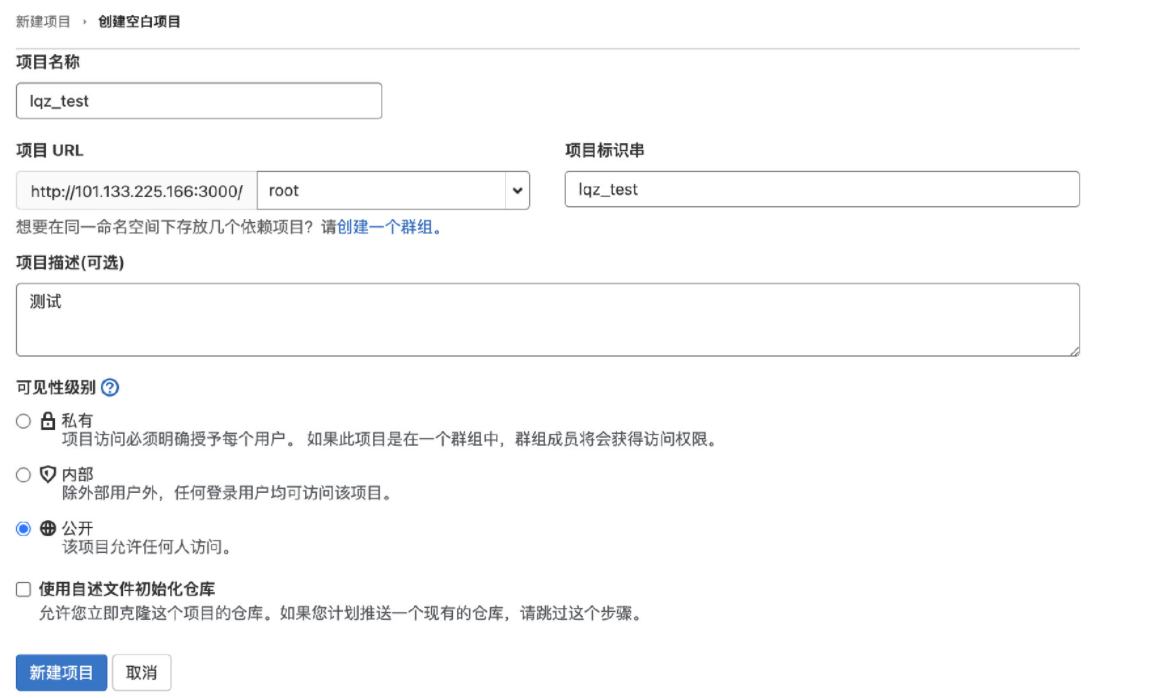 新建项目 › 创建空白项目
项目名称
lqz_test
项目 URL
项目标识串
http://101.133.225.166:3000/ root
lqz_test
想要在同一命名空间下存放几个依赖项目？请创建一个群组。
项目描述(可选)
测试
可见性级别 ?
私有
项目访问必须明确授予每个用户。 如果此项目是在一个群组中，群组成员将会获得访问权限。
内部
除外部用户外，任何登录用户均可访问该项目。
公开
该项目允许任何人访问。
使用自述文件初始化仓库
允许您立即克隆这个项目的仓库。如果您计划推送一个现有的仓库，请跳过这个步骤。
新建项目 取消